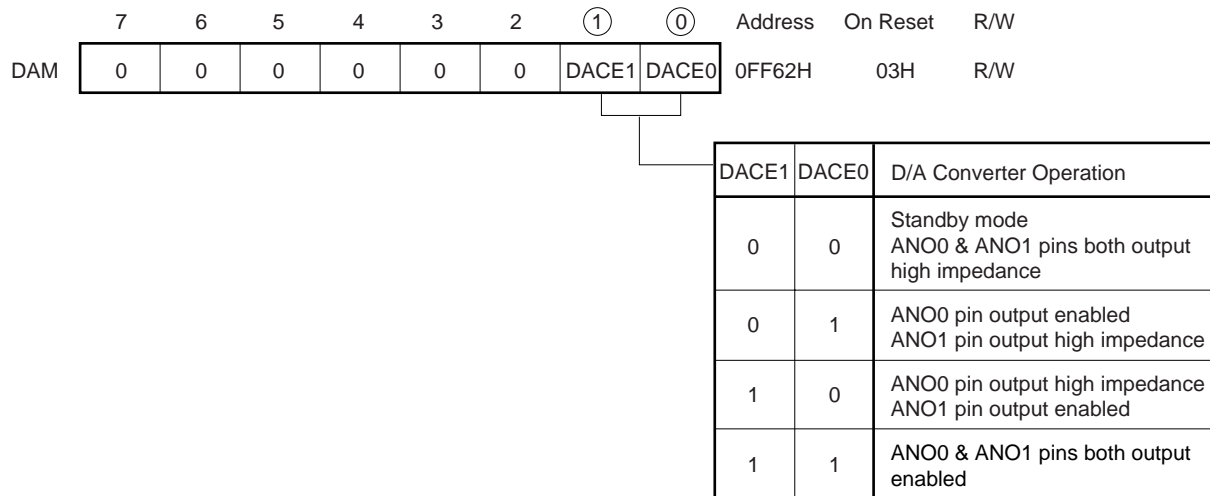 7 6 5 4 3 2 1 0 Address On Reset R/W
DAM 0 0 0 0 0 0 DACE1 DACE0 0FF62H 03H R/W
DACE1 DACE0 D/A Converter Operation
0 0 Standby mode
ANO0 & ANO1 pins both output
high impedance
0 1 ANO0 pin output enabled
ANO1 pin output high impedance
1 0 ANO0 pin output high impedance
ANO1 pin output enabled
1 1 ANO0 & ANO1 pins both output
enabled